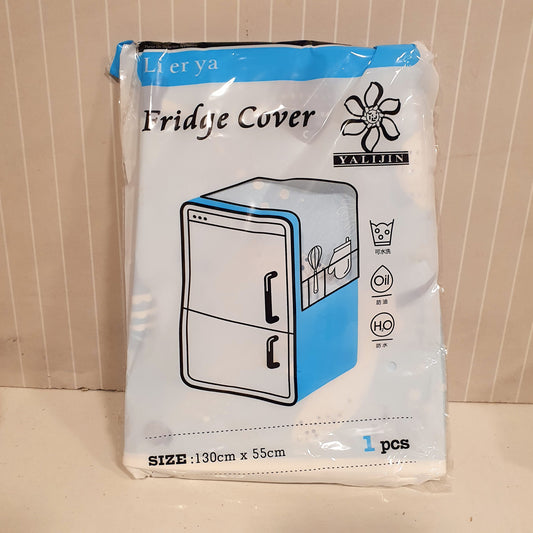 Li er ya
Fridge Cover
YALIJIN
可水洗
Oil
防油
H₂O
防水
SIZE:130cm x 55cm
1 pcs